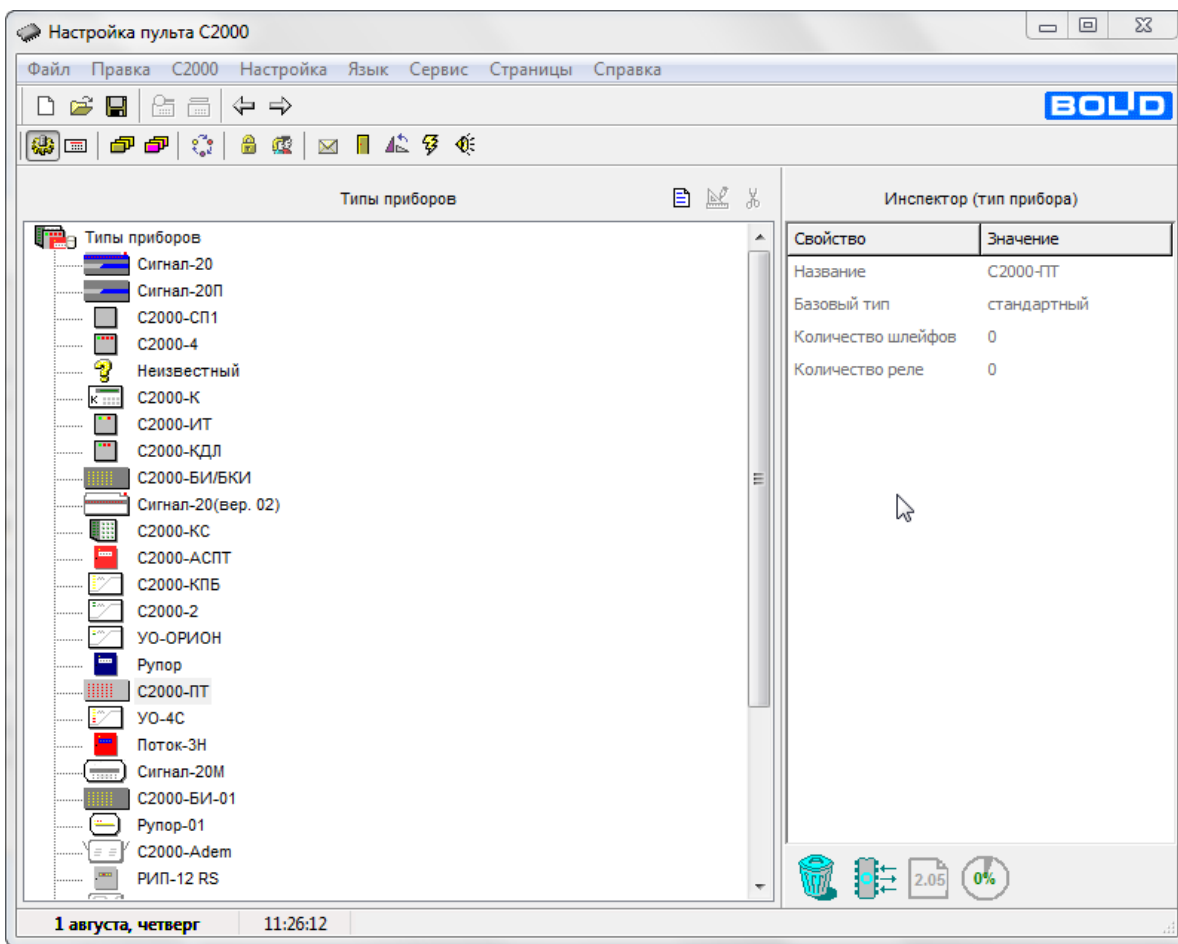 Настройка пульта C2000
Файл Правка C2000 Настройка Язык Сервис Страницы Справка
BOLID
Типы приборов
Инспектор (тип прибора)
Типы приборов
Свойство Значение
Сигнал-20
Название С2000-ПТ
Сигнал-20П
Базовый тип стандартный
С2000-СП1
Количество шлейфов 0
С2000-4
Количество реле 0
Неизвестный
К С2000-К
С2000-ИТ
С2000-КДЛ
С2000-БИ/БКИ
Сигнал-20(вер. 02)
С2000-КС
С2000-АСПТ
С2000-КПБ
С2000-2
УО-ОРИОН
Рупор
С2000-ПТ
УО-4С
Поток-3Н
Сигнал-20М
С2000-БИ-01
Рупор-01
С2000-Adem
РИП-12 RS
2.05 0%
1 августа, четверг 11:26:12